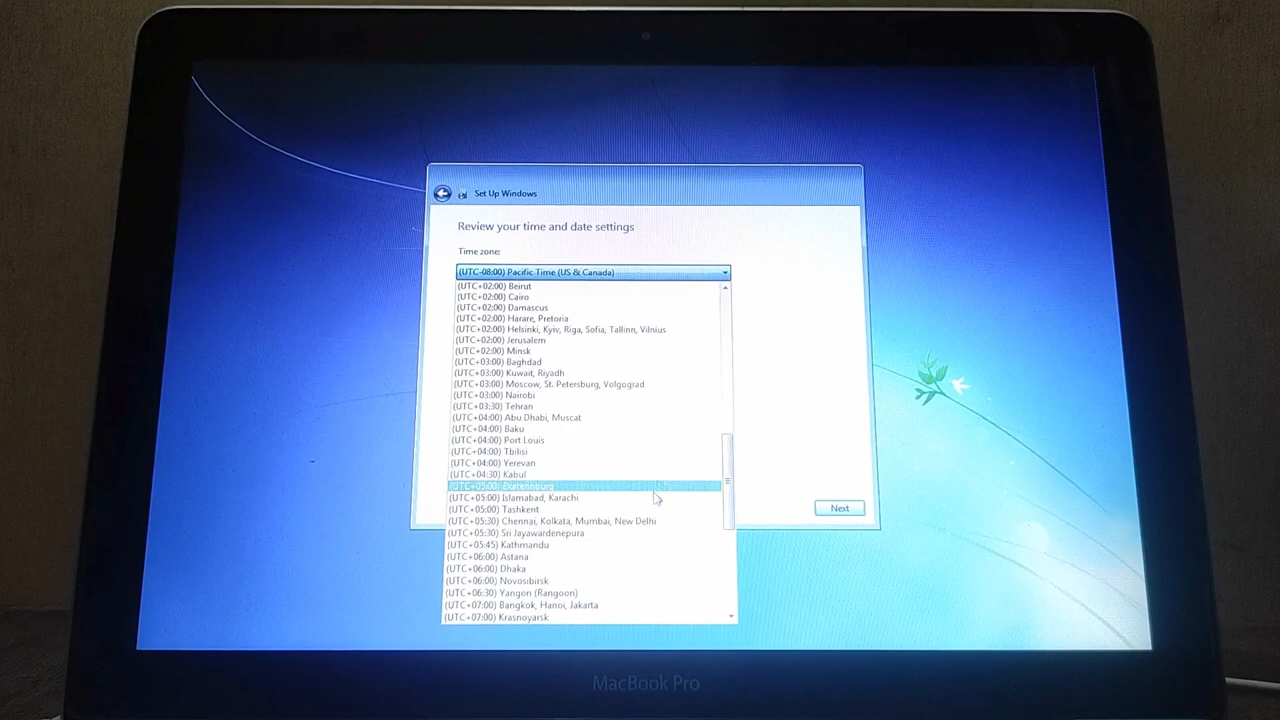 Set Up Windows
Review your time and date settings
Time zone:
(UTC-08:00) Pacific Time (US & Canada)
(UTC+02:00) Beirut
(UTC+02:00) Cairo
(UTC+02:00) Damascus
(UTC+02:00) Harare, Pretoria
(UTC+02:00) Helsinki, Kyiv, Riga, Sofia, Tallinn, Vilnius
(UTC+02:00) Jerusalem
(UTC+02:00) Minsk
(UTC+03:00) Baghdad
(UTC+03:00) Kuwait, Riyadh
(UTC+03:00) Moscow, St. Petersburg, Volgograd
(UTC+03:00) Nairobi
(UTC+03:30) Tehran
(UTC+04:00) Abu Dhabi, Muscat
(UTC+04:00) Baku
(UTC+04:00) Port Louis
(UTC+04:00) Tbilisi
(UTC+04:00) Yerevan
(UTC+04:30) Kabul
(UTC+05:00) Ekaterinburg
(UTC+05:00) Islamabad, Karachi
(UTC+05:00) Tashkent
(UTC+05:30) Chennai, Kolkata, Mumbai, New Delhi
(UTC+05:30) Sri Jayawardenepura
(UTC+05:45) Kathmandu
(UTC+06:00) Astana
(UTC+06:00) Dhaka
(UTC+06:00) Novosibirsk
(UTC+06:30) Yangon (Rangoon)
(UTC+07:00) Bangkok, Hanoi, Jakarta
(UTC+07:00) Krasnoyarsk
Next
MacBook Pro